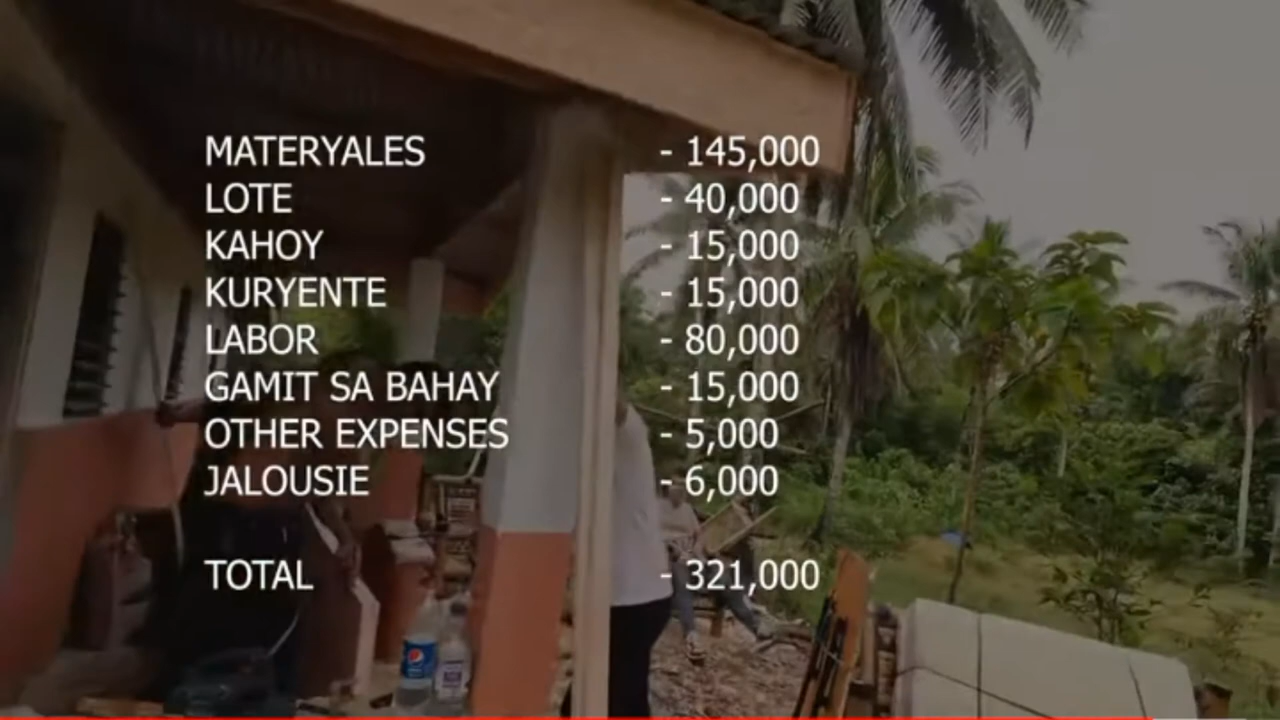 MATERYALES - 145,000
LOTE - 40,000
KAHOY - 15,000
KURYENTE - 15,000
LABOR - 80,000
GAMIT SA BAHAY - 15,000
OTHER EXPENSES - 5,000
JALOUSIE - 6,000
TOTAL - 321,000
pepsi